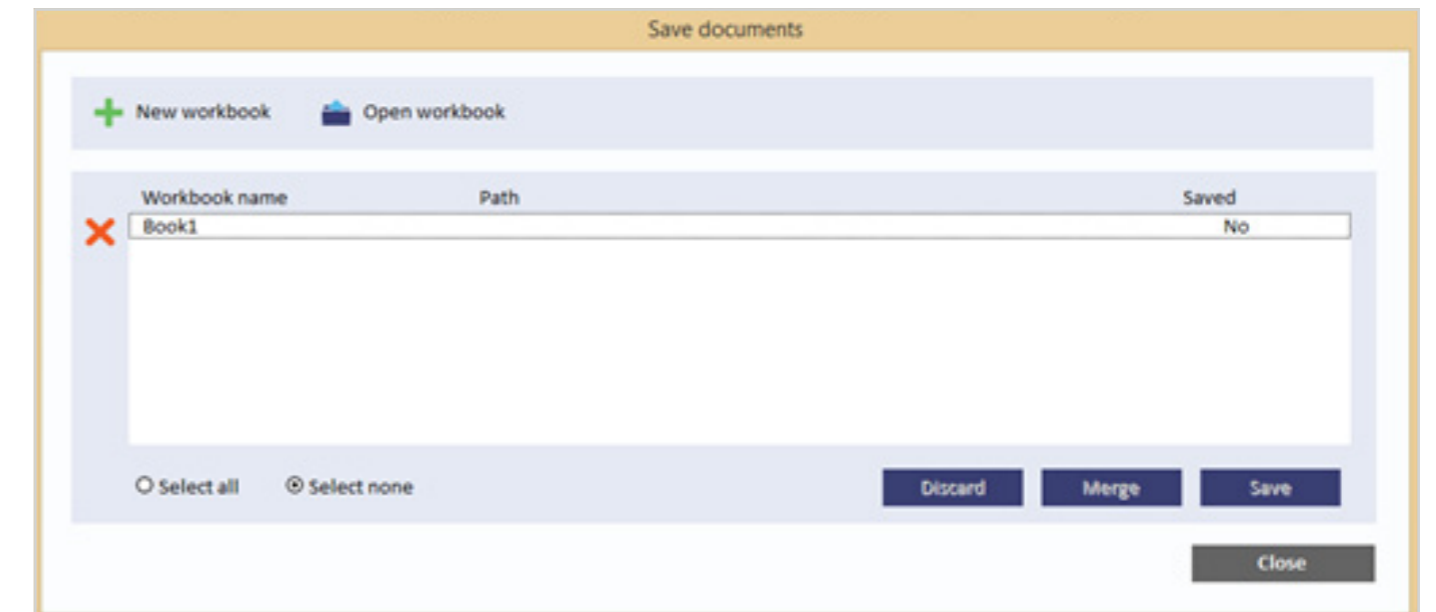 Save documents
New workbook Open workbook
Workbook name Path Saved
Book1 No
Select all Select none Discard Merge Save
Close